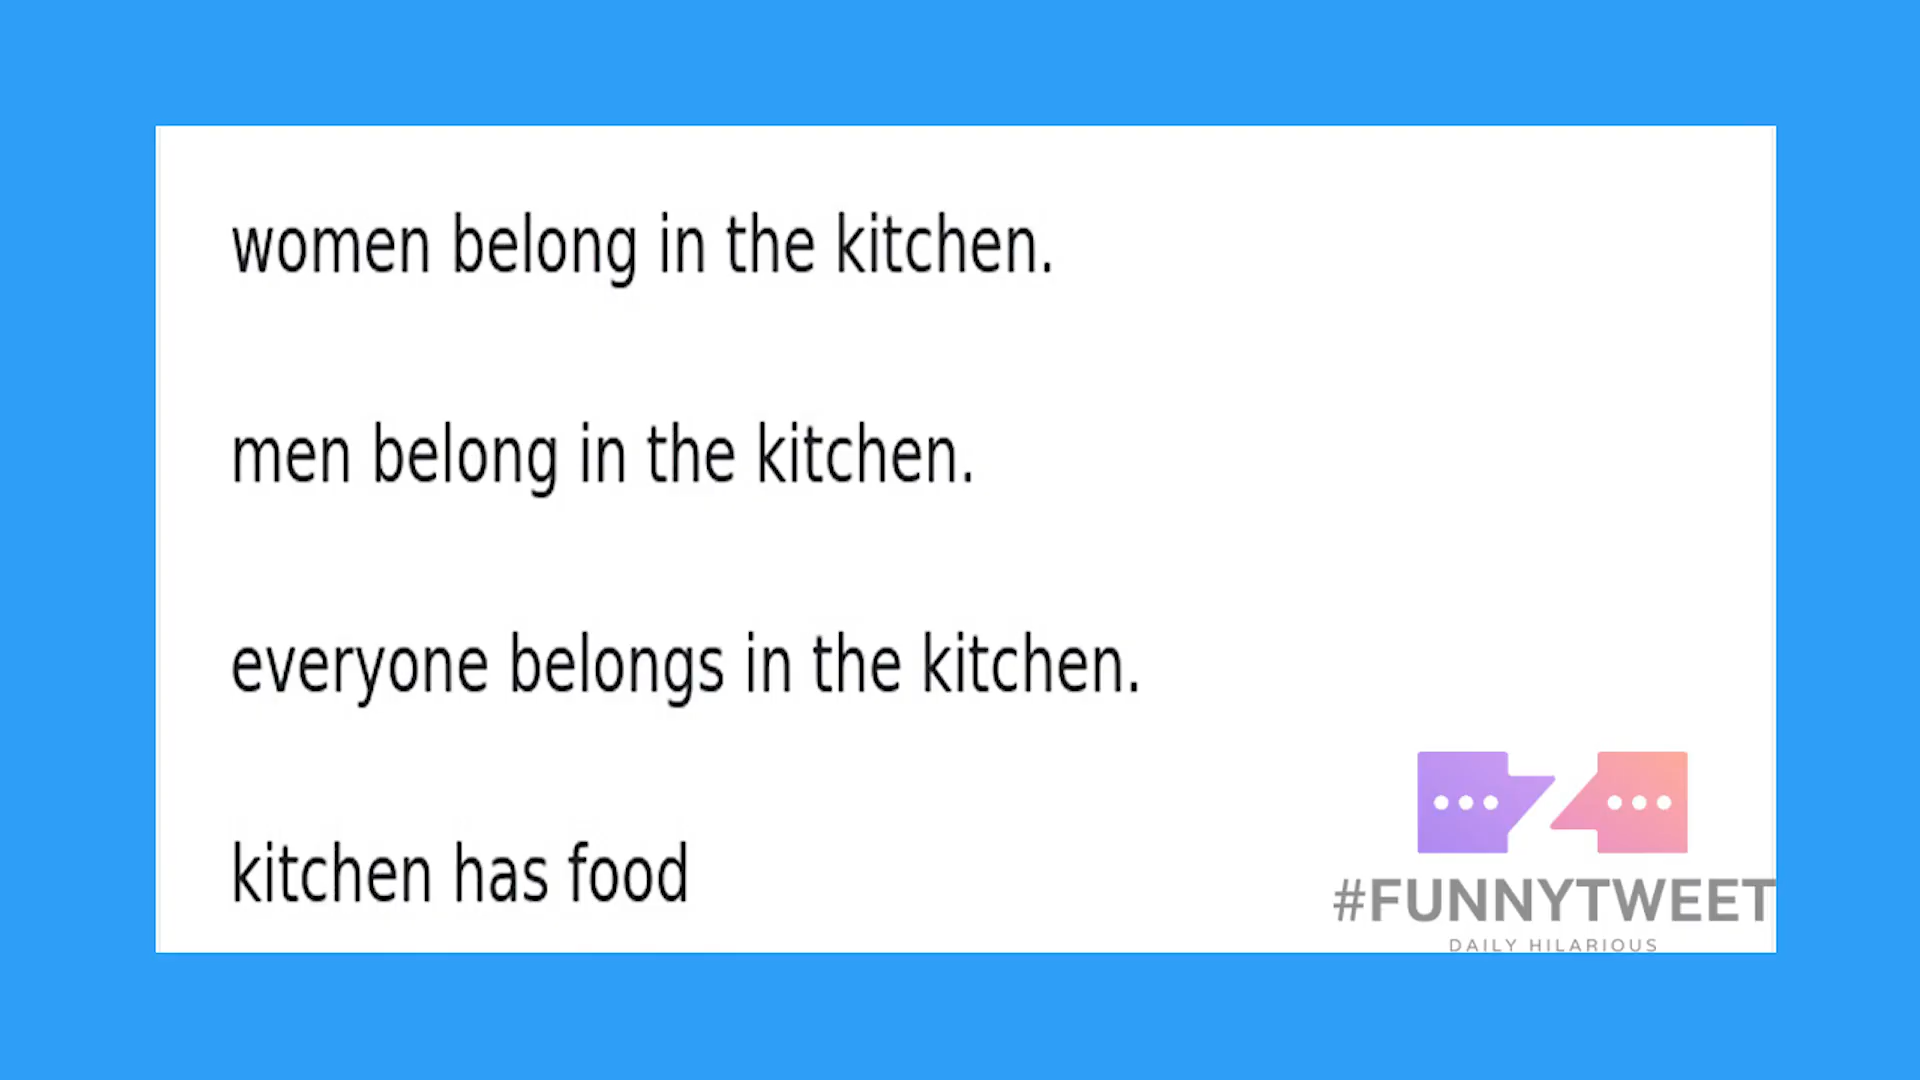 women belong in the kitchen.
men belong in the kitchen.
everyone belongs in the kitchen.
kitchen has food
#FUNNYTWEET
DAILY HILARIOUS